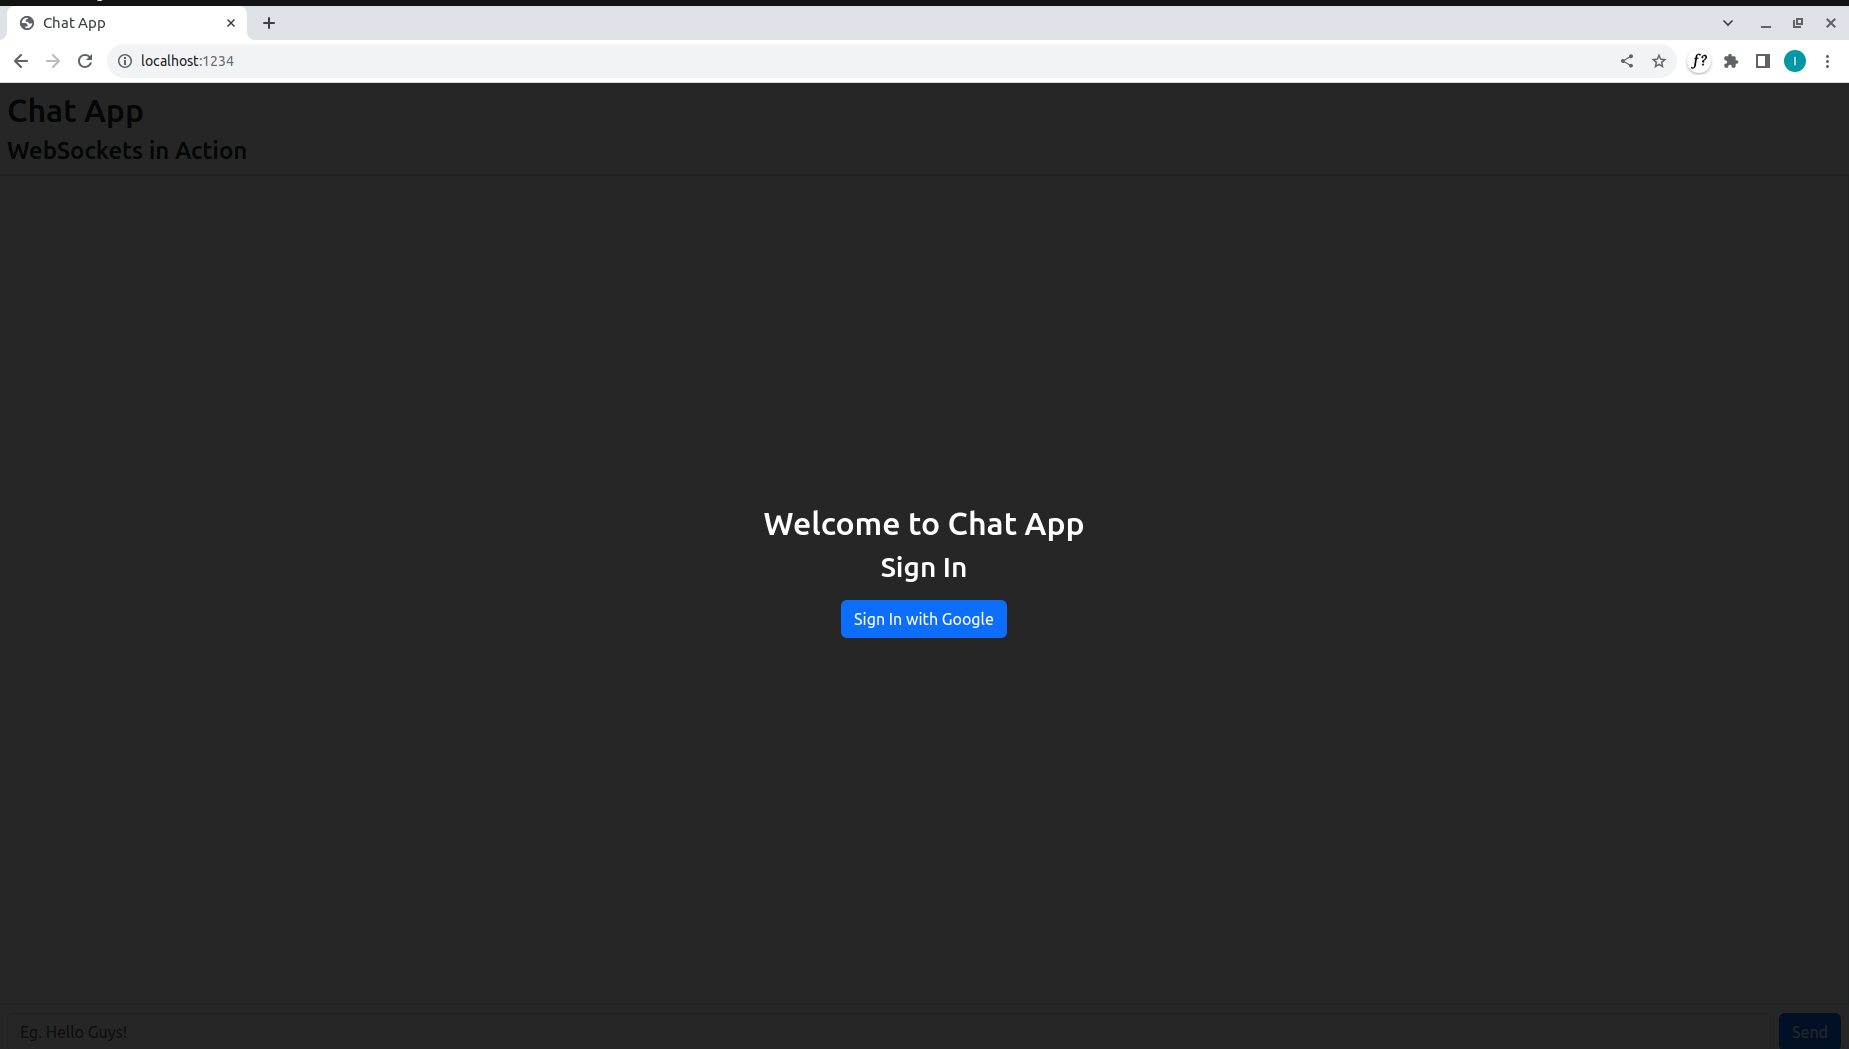 Chat App
localhost:1234
f?
I
Chat App
WebSockets in Action
Welcome to Chat App
Sign In
Sign In with Google
Eg. Hello Guys!
Send